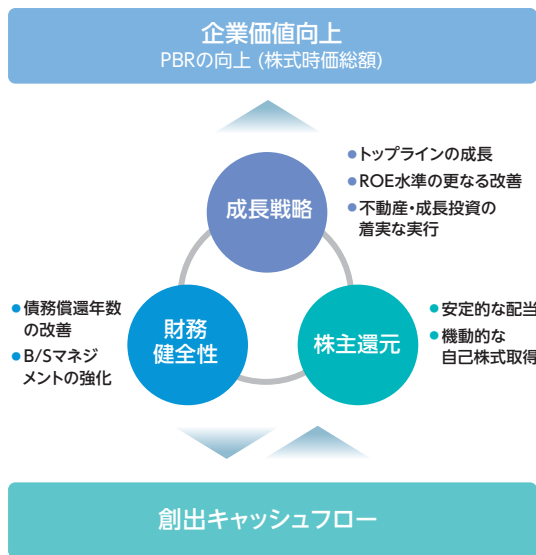 企業価値向上
PBRの向上 (株式時価総額)
成長戦略
●トップラインの成長
●ROE水準の更なる改善
●不動産・成長投資の
着実な実行
●債務償還年数
の改善
●B/Sマネジ
メントの強化
財務
健全性
株主還元
●安定的な配当
●機動的な
自己株式取得
創出キャッシュフロー